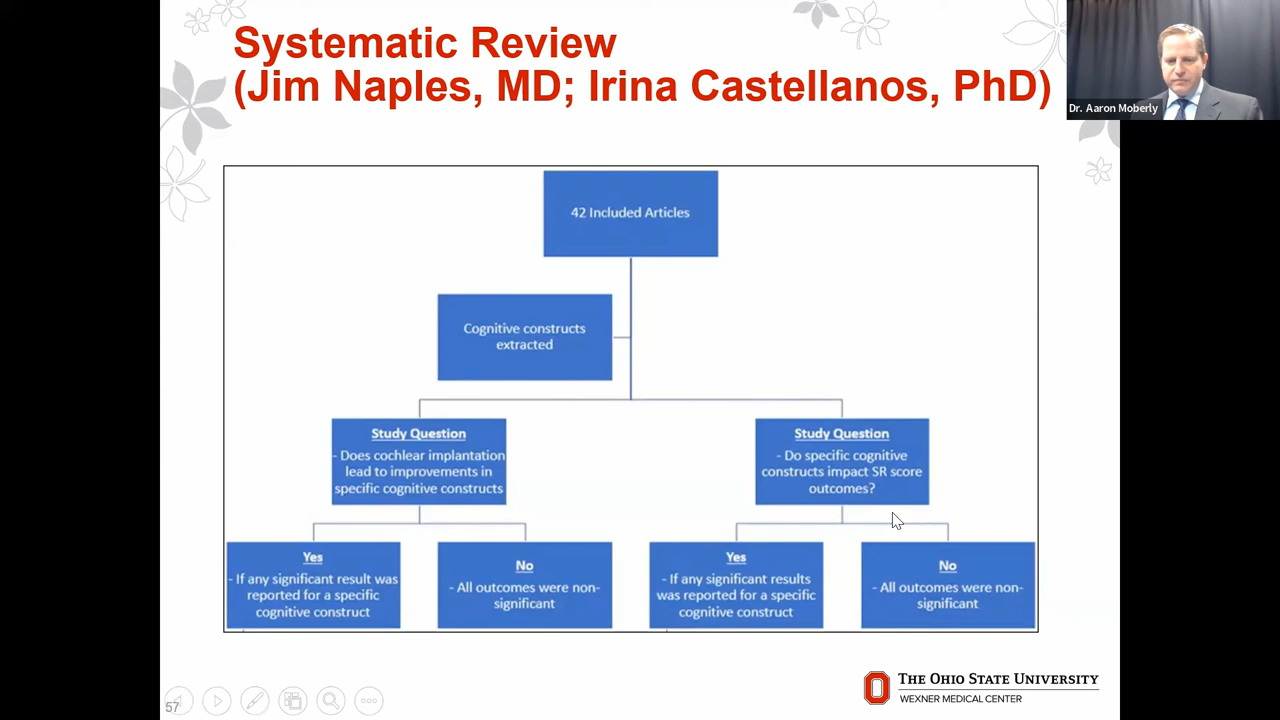 Systematic Review
(Jim Naples, MD; Irina Castellanos, PhD)
Dr. Aaron Moberly
42 Included Articles
Cognitive constructs
extracted
Study Question
- Does cochlear implantation
lead to improvements in
specific cognitive constructs
Study Question
- Do specific cognitive
constructs impact SR score
outcomes?
Yes
- If any significant result was
reported for a specific
cognitive construct
No
- All outcomes were non-
significant
Yes
- If any significant results
was reported for a specific
cognitive construct
No
- All outcomes were non-
significant
57
THE OHIO STATE UNIVERSITY
WEXNER MEDICAL CENTER